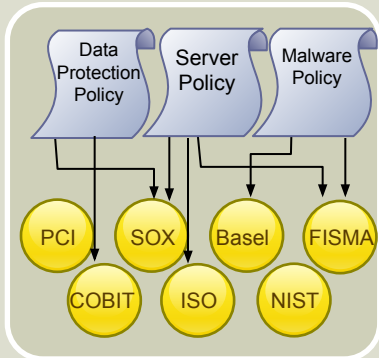 Data
Protection
Policy
Server
Policy
Malware
Policy
PCI
SOX
Basel
FISMA
COBIT
ISO
NIST